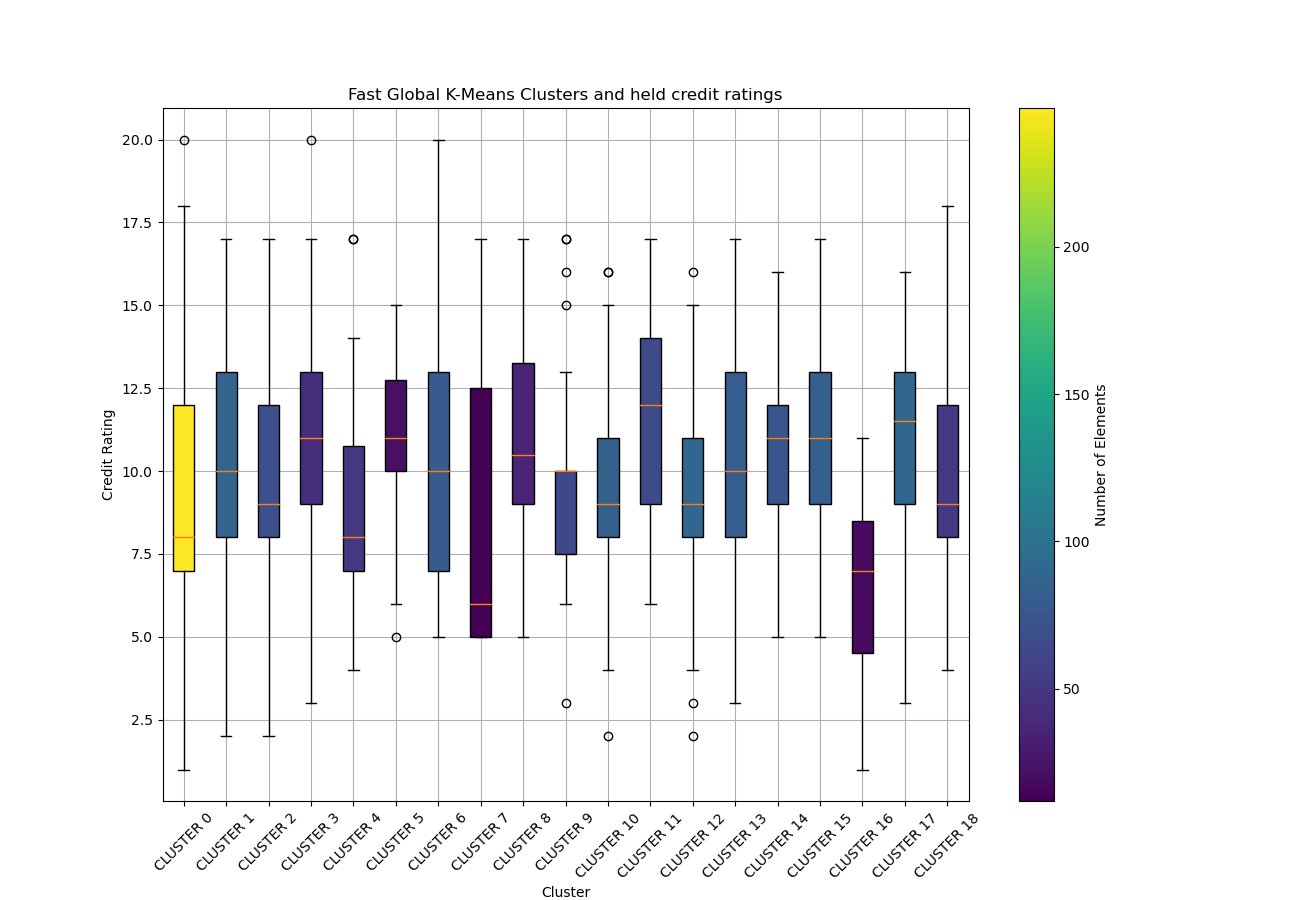 Fast Global K-Means Clusters and held credit ratings
20.0
17.5
15.0
12.5
10.0
7.5
5.0
2.5
Credit Rating
CLUSTER 0
CLUSTER 1
CLUSTER 2
CLUSTER 3
CLUSTER 4
CLUSTER 5
CLUSTER 6
CLUSTER 7
CLUSTER 8
CLUSTER 9
CLUSTER 10
CLUSTER 11
CLUSTER 12
CLUSTER 13
CLUSTER 14
CLUSTER 15
CLUSTER 16
CLUSTER 17
CLUSTER 18
Cluster
200
150
100
50
Number of Elements